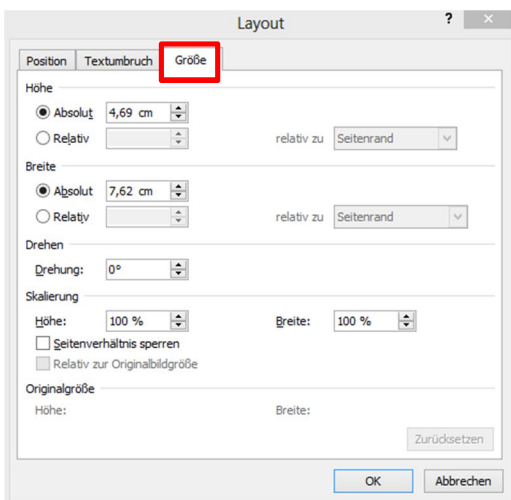 Layout ?
Position Textumbruch Größe
Höhe
Absolut 4,69 cm
Relativ relativ zu Seitenrand
Breite
Absolut 7,62 cm
Relativ relativ zu Seitenrand
Drehen
Drehung: 0°
Skalierung
Höhe: 100 % Breite: 100 %
Seitenverhältnis sperren
Relativ zur Originalbildgröße
Originalgröße
Höhe: Breite:
Zurücksetzen
OK Abbrechen